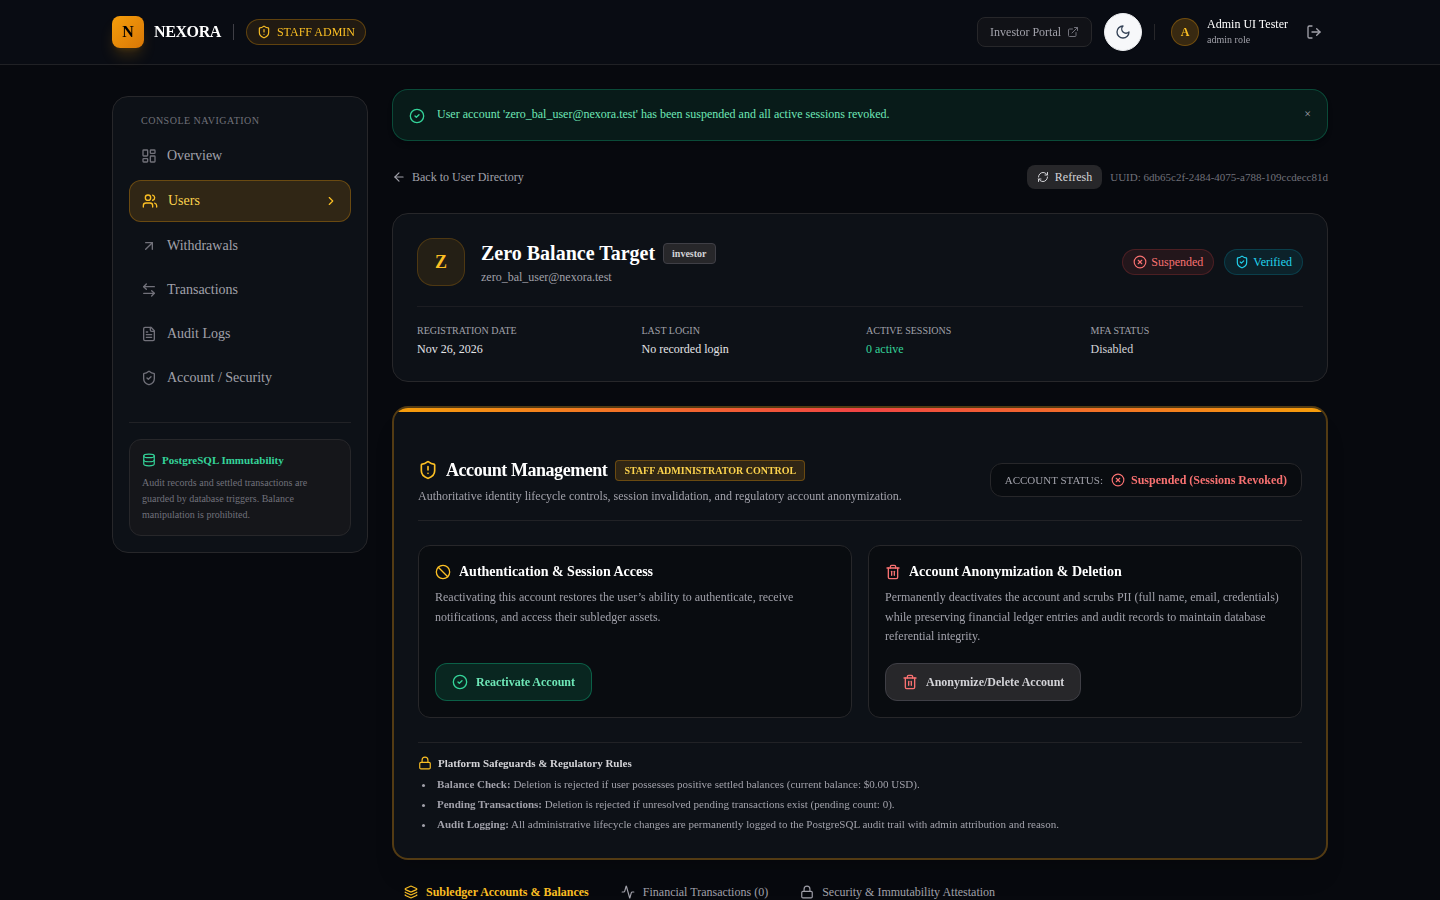 N NEXORA STAFF ADMIN Investor Portal A Admin UI Tester
admin role
CONSOLE NAVIGATION
Overview
Users
Withdrawals
Transactions
Audit Logs
Account / Security
PostgreSQL Immutability
Audit records and settled transactions are
guarded by database triggers. Balance
manipulation is prohibited.
User account 'zero_bal_user@nexora.test' has been suspended and all active sessions revoked. ×
Back to User Directory Refresh UUID: 6db65c2f-2484-4075-a788-109ccdecc81d
Z Zero Balance Target investor
zero_bal_user@nexora.test
Suspended Verified
REGISTRATION DATE LAST LOGIN ACTIVE SESSIONS MFA STATUS
Nov 26, 2026 No recorded login 0 active Disabled
Account Management STAFF ADMINISTRATOR CONTROL
Authoritative identity lifecycle controls, session invalidation, and regulatory account anonymization.
ACCOUNT STATUS: Suspended (Sessions Revoked)
Authentication & Session Access
Reactivating this account restores the user’s ability to authenticate, receive
notifications, and access their subledger assets.
Reactivate Account
Account Anonymization & Deletion
Permanently deactivates the account and scrubs PII (full name, email, credentials)
while preserving financial ledger entries and audit records to maintain database
referential integrity.
Anonymize/Delete Account
Platform Safeguards & Regulatory Rules
• Balance Check: Deletion is rejected if user possesses positive settled balances (current balance: $0.00 USD).
• Pending Transactions: Deletion is rejected if unresolved pending transactions exist (pending count: 0).
• Audit Logging: All administrative lifecycle changes are permanently logged to the PostgreSQL audit trail with admin attribution and reason.
Subledger Accounts & Balances Financial Transactions (0) Security & Immutability Attestation